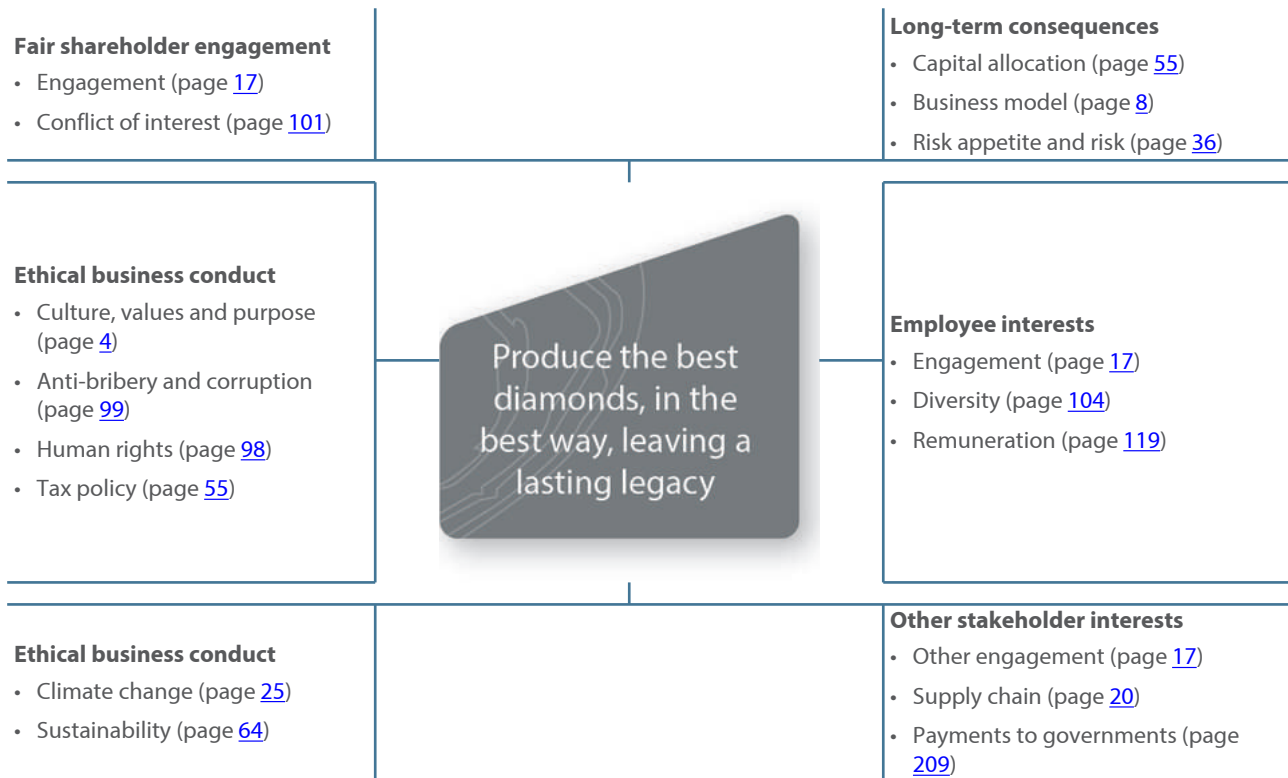 Fair shareholder engagement
• Engagement (page 17)
• Conflict of interest (page 101)
Long-term consequences
• Capital allocation (page 55)
• Business model (page 8)
• Risk appetite and risk (page 36)
Ethical business conduct
• Culture, values and purpose
(page 4)
• Anti-bribery and corruption
(page 99)
• Human rights (page 98)
• Tax policy (page 55)
Produce the best
diamonds, in the
best way, leaving a
lasting legacy
Employee interests
• Engagement (page 17)
• Diversity (page 104)
• Remuneration (page 119)
Ethical business conduct
• Climate change (page 25)
• Sustainability (page 64)
Other stakeholder interests
• Other engagement (page 17)
• Supply chain (page 20)
• Payments to governments (page
209)